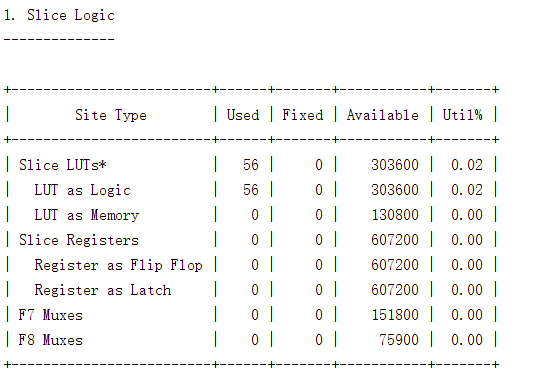 1. Slice Logic
--------------
+-------------------------+------+-------+-----------+-------+
|        Site Type        | Used | Fixed | Available | Util% |
+-------------------------+------+-------+-----------+-------+
| Slice LUTs*             |   56 |     0 |    303600 |  0.02 |
|   LUT as Logic          |   56 |     0 |    303600 |  0.02 |
|   LUT as Memory         |    0 |     0 |    130800 |  0.00 |
| Slice Registers         |    0 |     0 |    607200 |  0.00 |
|   Register as Flip Flop |    0 |     0 |    607200 |  0.00 |
|   Register as Latch     |    0 |     0 |    607200 |  0.00 |
| F7 Muxes                |    0 |     0 |    151800 |  0.00 |
| F8 Muxes                |    0 |     0 |     75900 |  0.00 |
+-------------------------+------+-------+-----------+-------+